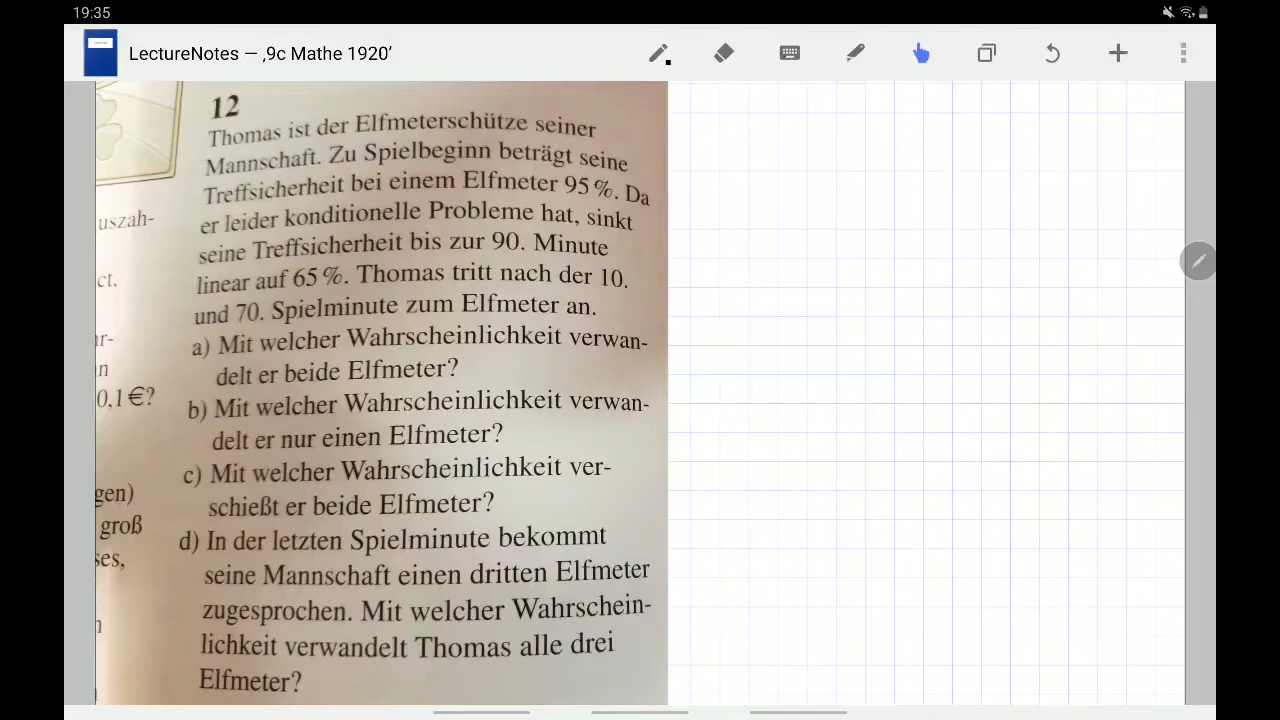 19:35
LectureNotes — ‚9c Mathe 1920’
12
Thomas ist der Elfmeterschütze seiner
Mannschaft. Zu Spielbeginn beträgt seine
Treffsicherheit bei einem Elfmeter 95 %. Da
er leider konditionelle Probleme hat, sinkt
seine Treffsicherheit bis zur 90. Minute
linear auf 65 %. Thomas tritt nach der 10.
und 70. Spielminute zum Elfmeter an.
a) Mit welcher Wahrscheinlichkeit verwan-
delt er beide Elfmeter?
b) Mit welcher Wahrscheinlichkeit verwan-
delt er nur einen Elfmeter?
c) Mit welcher Wahrscheinlichkeit ver-
schießt er beide Elfmeter?
d) In der letzten Spielminute bekommt
seine Mannschaft einen dritten Elfmeter
zugesprochen. Mit welcher Wahrschein-
lichkeit verwandelt Thomas alle drei
Elfmeter?
uszah-
ct.
n
0,1 €?
gen)
groß
ses,